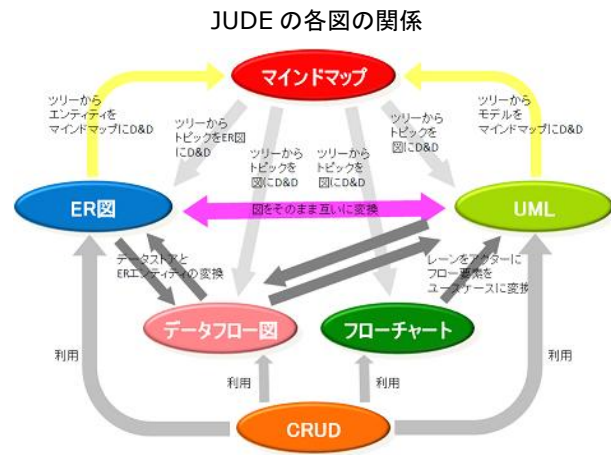 JUDE の各図の関係
マインドマップ
ツリーから
エンティティを
マインドマップにD&D
ツリーから
トピックをER図
にD&D
ツリーから
トピックを
図にD&D
ツリーから
トピックを
図にD&D
ツリーから
トピックを
図にD&D
ツリーから
モデルを
マインドマップにD&D
ER図
図をそのまま互いに変換
UML
データストアと
ERエンティティの変換
レーンをアクターに
フロー要素を
ユースケースに変換
データフロー図
フローチャート
利用
利用
利用
利用
CRUD